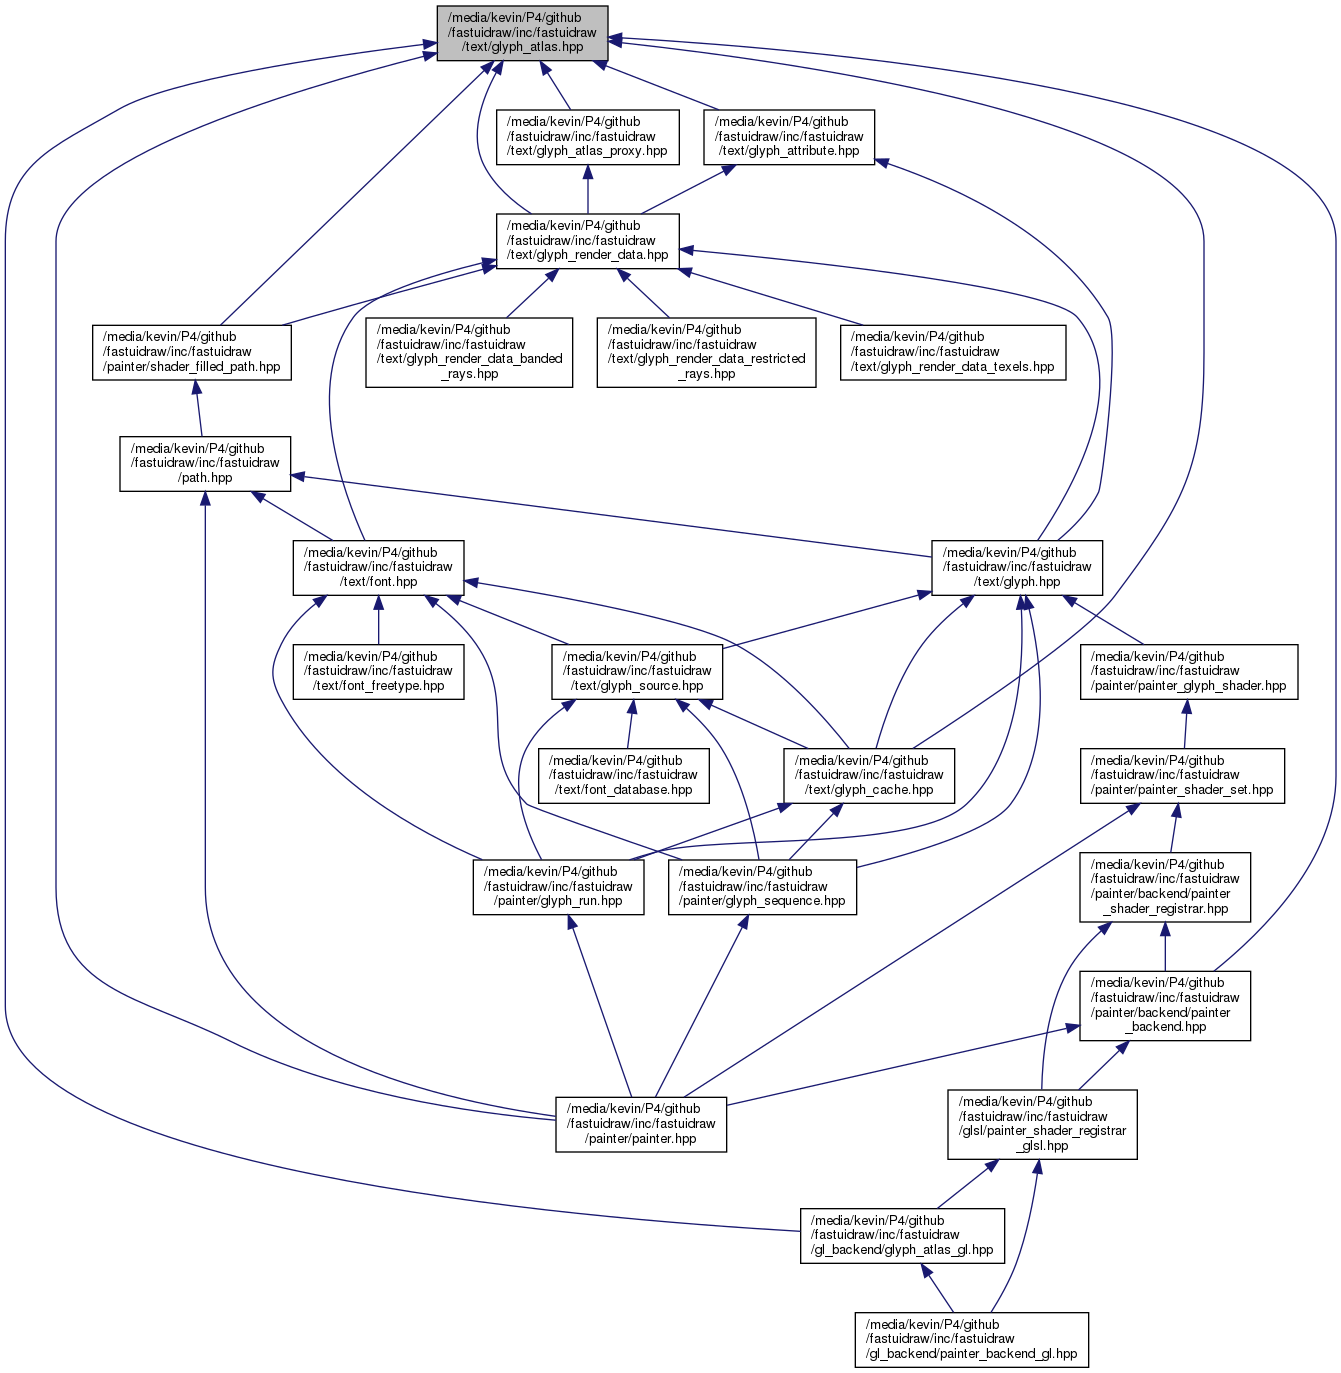 /media/kevin/P4/github
/fastuidraw/inc/fastuidraw
/text/glyph_atlas.hpp
/media/kevin/P4/github
/fastuidraw/inc/fastuidraw
/text/glyph_atlas_proxy.hpp
/media/kevin/P4/github
/fastuidraw/inc/fastuidraw
/text/glyph_attribute.hpp
/media/kevin/P4/github
/fastuidraw/inc/fastuidraw
/text/glyph_render_data.hpp
/media/kevin/P4/github
/fastuidraw/inc/fastuidraw
/painter/shader_filled_path.hpp
/media/kevin/P4/github
/fastuidraw/inc/fastuidraw
/text/glyph_render_data_banded
_rays.hpp
/media/kevin/P4/github
/fastuidraw/inc/fastuidraw
/text/glyph_render_data_restricted
_rays.hpp
/media/kevin/P4/github
/fastuidraw/inc/fastuidraw
/text/glyph_render_data_texels.hpp
/media/kevin/P4/github
/fastuidraw/inc/fastuidraw
/path.hpp
/media/kevin/P4/github
/fastuidraw/inc/fastuidraw
/text/font.hpp
/media/kevin/P4/github
/fastuidraw/inc/fastuidraw
/text/glyph.hpp
/media/kevin/P4/github
/fastuidraw/inc/fastuidraw
/text/font_freetype.hpp
/media/kevin/P4/github
/fastuidraw/inc/fastuidraw
/text/glyph_source.hpp
/media/kevin/P4/github
/fastuidraw/inc/fastuidraw
/painter/painter_glyph_shader.hpp
/media/kevin/P4/github
/fastuidraw/inc/fastuidraw
/text/font_database.hpp
/media/kevin/P4/github
/fastuidraw/inc/fastuidraw
/text/glyph_cache.hpp
/media/kevin/P4/github
/fastuidraw/inc/fastuidraw
/painter/painter_shader_set.hpp
/media/kevin/P4/github
/fastuidraw/inc/fastuidraw
/painter/glyph_run.hpp
/media/kevin/P4/github
/fastuidraw/inc/fastuidraw
/painter/glyph_sequence.hpp
/media/kevin/P4/github
/fastuidraw/inc/fastuidraw
/painter/backend/painter
_shader_registrar.hpp
/media/kevin/P4/github
/fastuidraw/inc/fastuidraw
/painter/backend/painter
_backend.hpp
/media/kevin/P4/github
/fastuidraw/inc/fastuidraw
/painter/painter.hpp
/media/kevin/P4/github
/fastuidraw/inc/fastuidraw
/glsl/painter_shader_registrar
_glsl.hpp
/media/kevin/P4/github
/fastuidraw/inc/fastuidraw
/gl_backend/glyph_atlas_gl.hpp
/media/kevin/P4/github
/fastuidraw/inc/fastuidraw
/gl_backend/painter_backend_gl.hpp